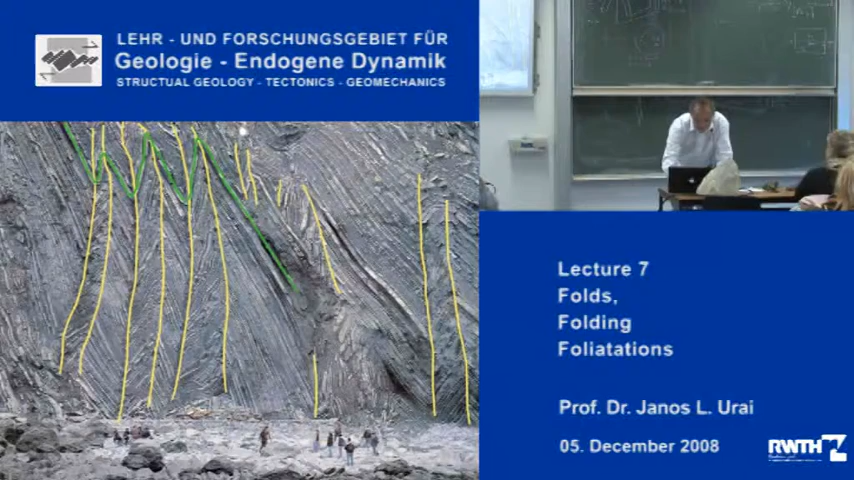 LEHR - UND FORSCHUNGSGEBIET FÜR
Geologie - Endogene Dynamik
STRUCTUAL GEOLOGY - TECTONICS - GEOMECHANICS
Lecture 7
Folds,
Folding
Foliatations
Prof. Dr. Janos L. Urai
05. December 2008
RWTH